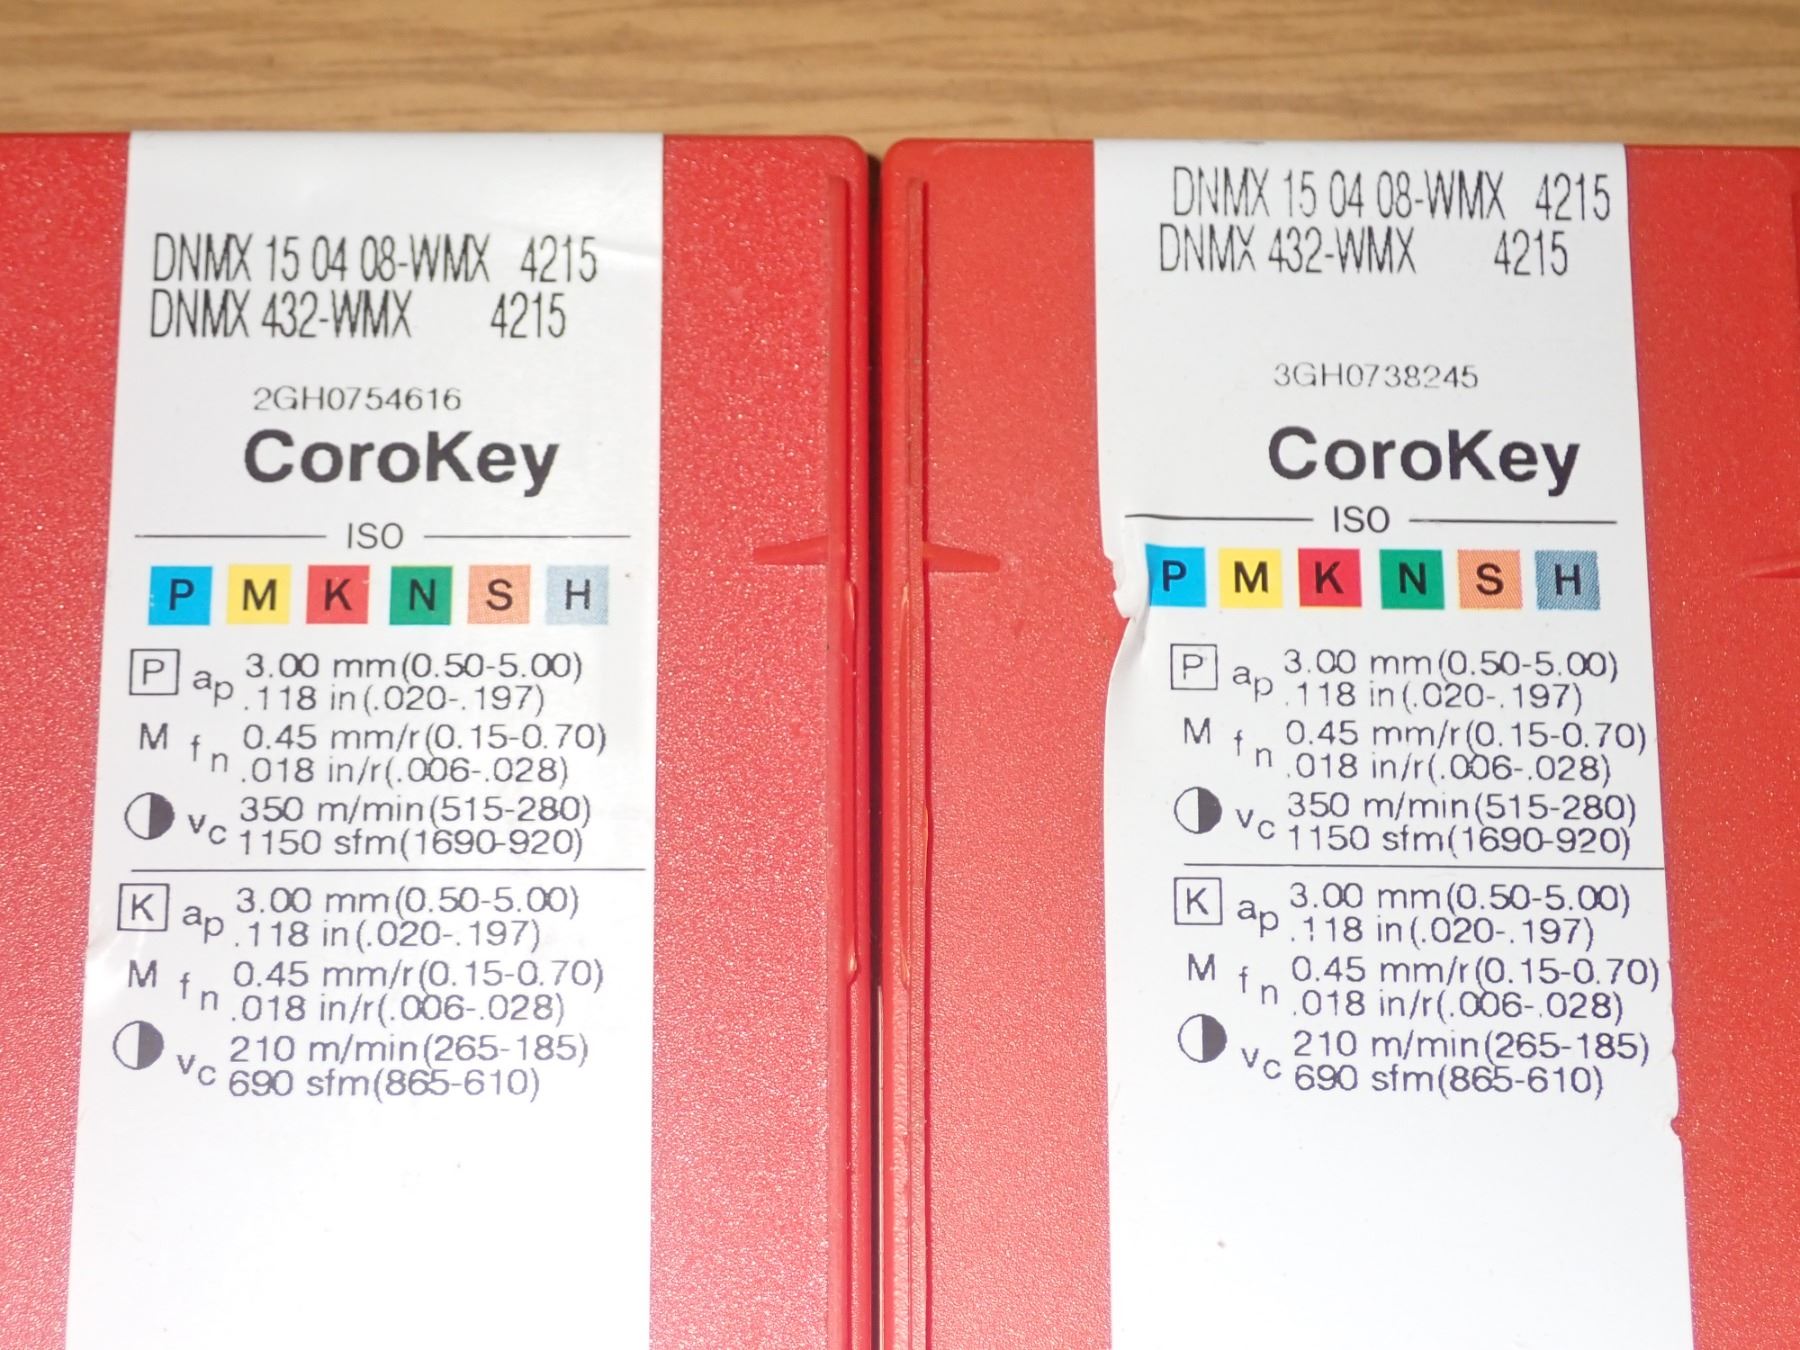 DNMX 15 04 08-WMX 4215
DNMX 432-WMX 4215
2GH0754616
CoroKey
ISO
P M K N S H
P ap 3.00 mm(0.50-5.00)
.118 in(.020-.197)
M fn 0.45 mm/r(0.15-0.70)
.018 in/r(.006-.028)
vc 350 m/min(515-280)
1150 sfm(1690-920)
K ap 3.00 mm(0.50-5.00)
.118 in(.020-.197)
M fn 0.45 mm/r(0.15-0.70)
.018 in/r(.006-.028)
vc 210 m/min(265-185)
690 sfm(865-610)
DNMX 15 04 08-WMX 4215
DNMX 432-WMX 4215
3GH0738245
CoroKey
ISO
P M K N S H
P ap 3.00 mm(0.50-5.00)
.118 in(.020-.197)
M fn 0.45 mm/r(0.15-0.70)
.018 in/r(.006-.028)
vc 350 m/min(515-280)
1150 sfm(1690-920)
K ap 3.00 mm(0.50-5.00)
.118 in(.020-.197)
M fn 0.45 mm/r(0.15-0.70)
.018 in/r(.006-.028)
vc 210 m/min(265-185)
690 sfm(865-610)